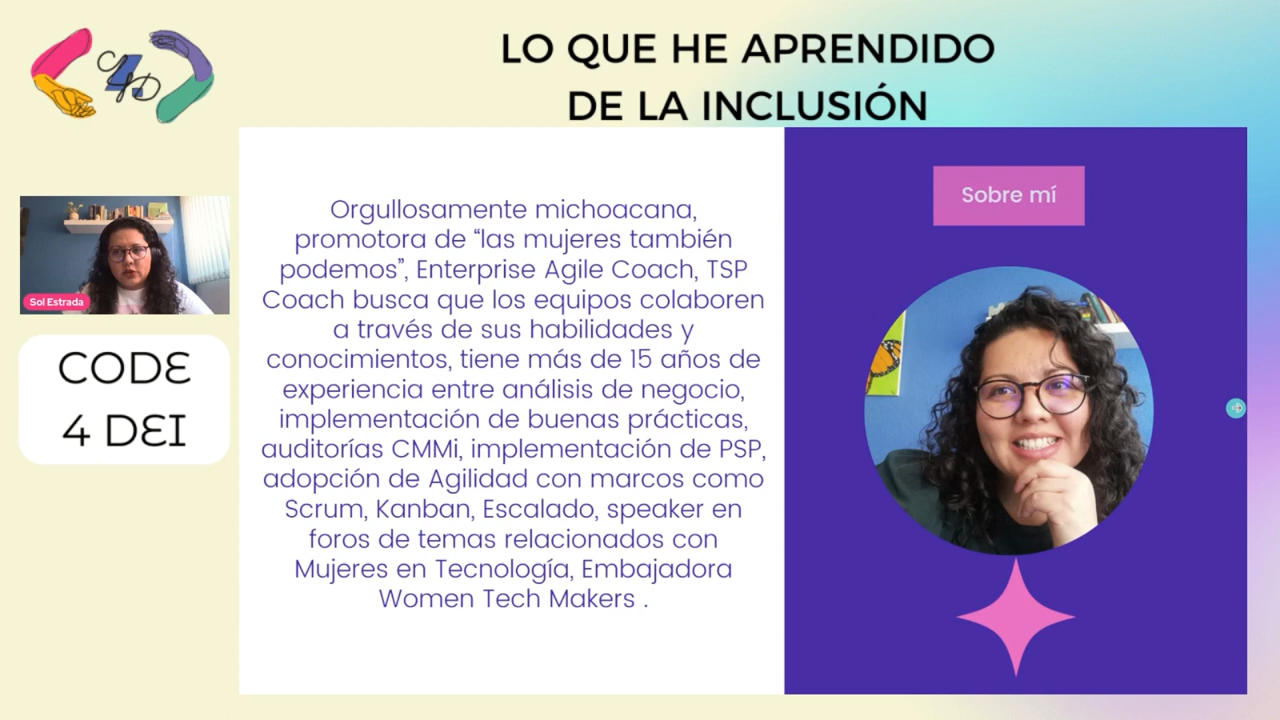 LO QUE HE APRENDIDO
DE LA INCLUSIÓN
Sol Estrada
CODE
4 DEI
Orgullosamente michoacana,
promotora de “las mujeres también
podemos”, Enterprise Agile Coach, TSP
Coach busca que los equipos colaboren
a través de sus habilidades y
conocimientos, tiene más de 15 años de
experiencia entre análisis de negocio,
implementación de buenas prácticas,
auditorías CMMi, implementación de PSP,
adopción de Agilidad con marcos como
Scrum, Kanban, Escalado, speaker en
foros de temas relacionados con
Mujeres en Tecnología, Embajadora
Women Tech Makers .
Sobre mí